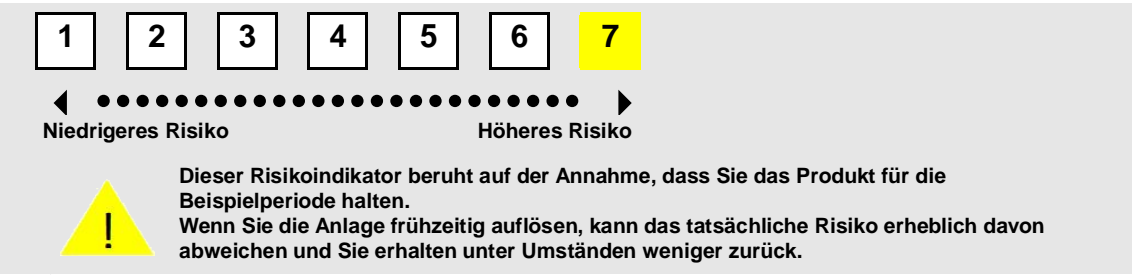 1 2 3 4 5 6 7
Niedrigeres Risiko Höheres Risiko
Dieser Risikoindikator beruht auf der Annahme, dass Sie das Produkt für die
Beispielperiode halten.
Wenn Sie die Anlage frühzeitig auflösen, kann das tatsächliche Risiko erheblich davon
abweichen und Sie erhalten unter Umständen weniger zurück.
!